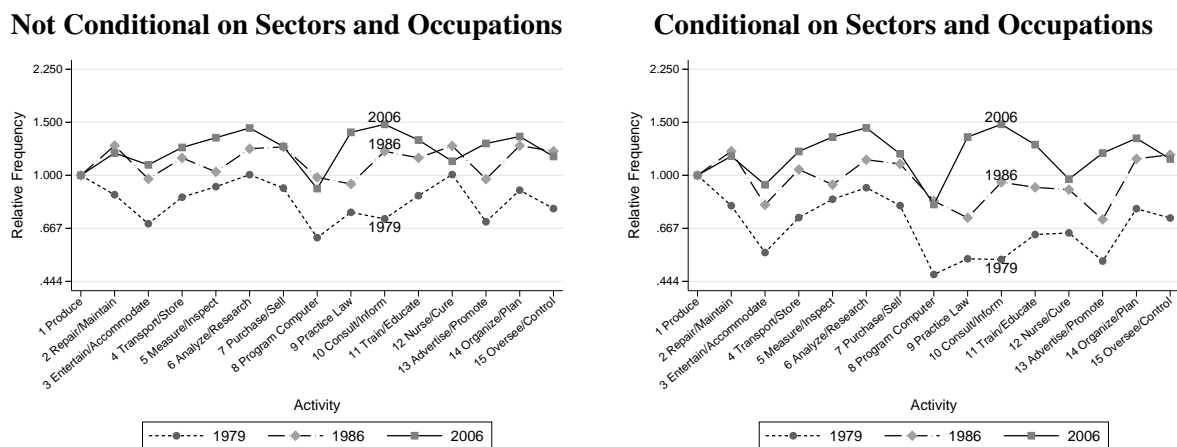 Not Conditional on Sectors and Occupations
2.250
1.500
1.000
.667
.444
Relative Frequency
2006
1986
1979
1 Produce
2 Repair/Maintain
3 Entertain/Accommodate
4 Transport/Store
5 Measure/Inspect
6 Analyze/Research
7 Purchase/Sell
8 Program Computer
9 Practice Law
10 Consult/Inform
11 Train/Educate
12 Nurse/Cure
13 Advertise/Promote
14 Organize/Plan
15 Oversee/Control
Activity
1979 1986 2006
Conditional on Sectors and Occupations
2.250
1.500
1.000
.667
.444
Relative Frequency
2006
1986
1979
1 Produce
2 Repair/Maintain
3 Entertain/Accommodate
4 Transport/Store
5 Measure/Inspect
6 Analyze/Research
7 Purchase/Sell
8 Program Computer
9 Practice Law
10 Consult/Inform
11 Train/Educate
12 Nurse/Cure
13 Advertise/Promote
14 Organize/Plan
15 Oversee/Control
Activity
1979 1986 2006